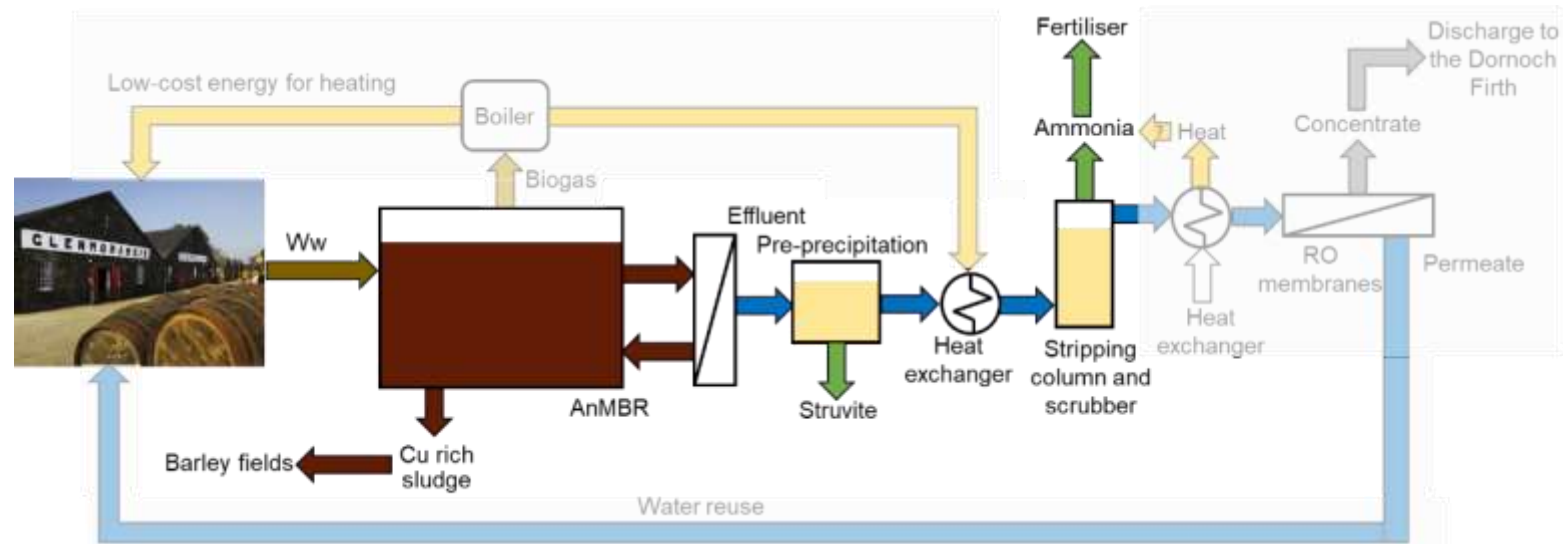 Fertiliser
Discharge to
the Dornoch
Firth
Low-cost energy for heating
Boiler
Ammonia
?
Heat
Concentrate
Biogas
Effluent
Ww
Pre-precipitation
RO
membranes
Permeate
Heat
exchanger
Heat
exchanger
Stripping
column and
scrubber
AnMBR
Struvite
Barley fields
Cu rich
sludge
Water reuse